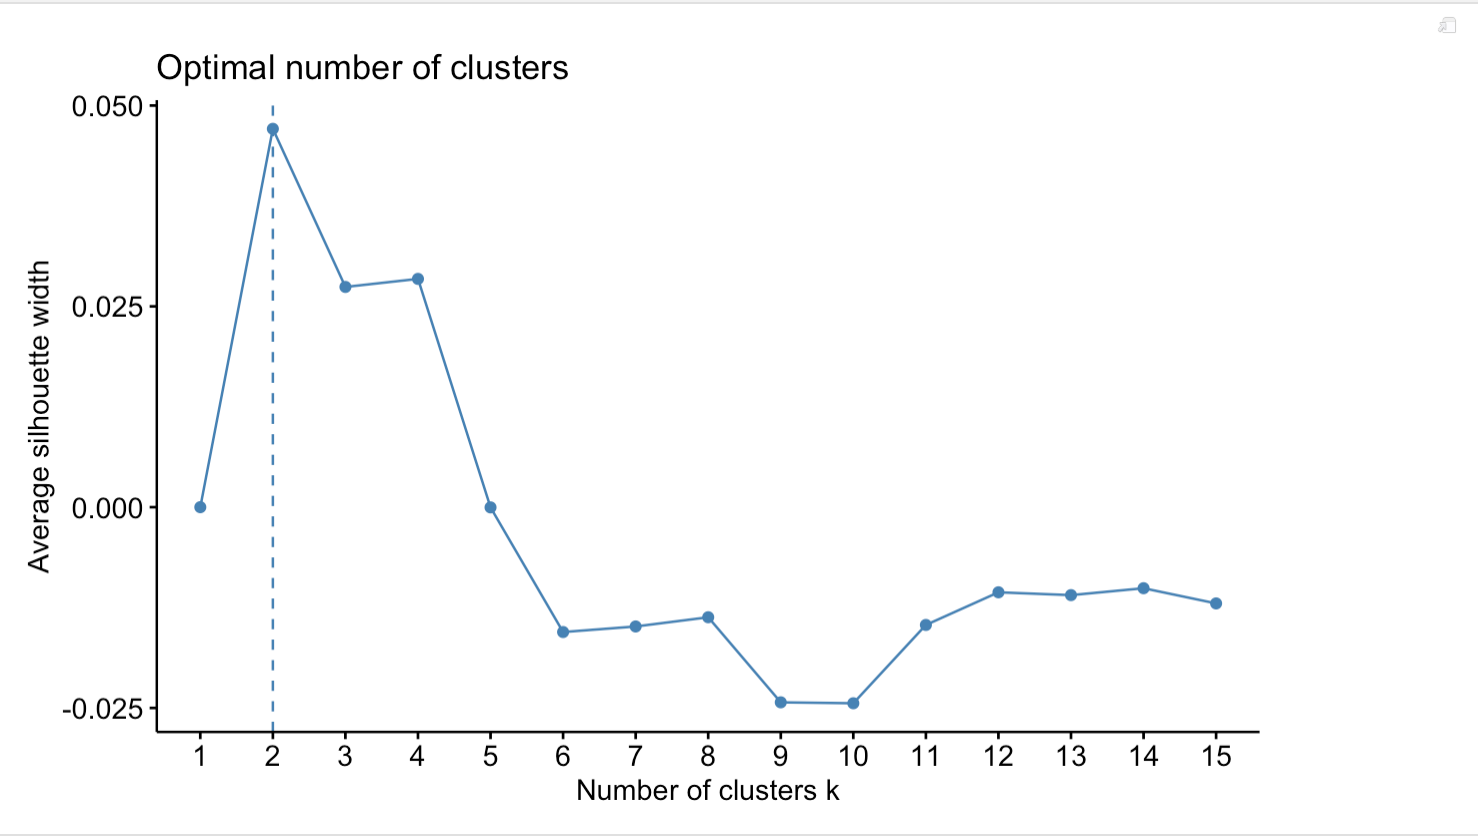 Optimal number of clusters
0.050
0.025
0.000
-0.025
Average silhouette width
1 2 3 4 5 6 7 8 9 10 11 12 13 14 15
Number of clusters k